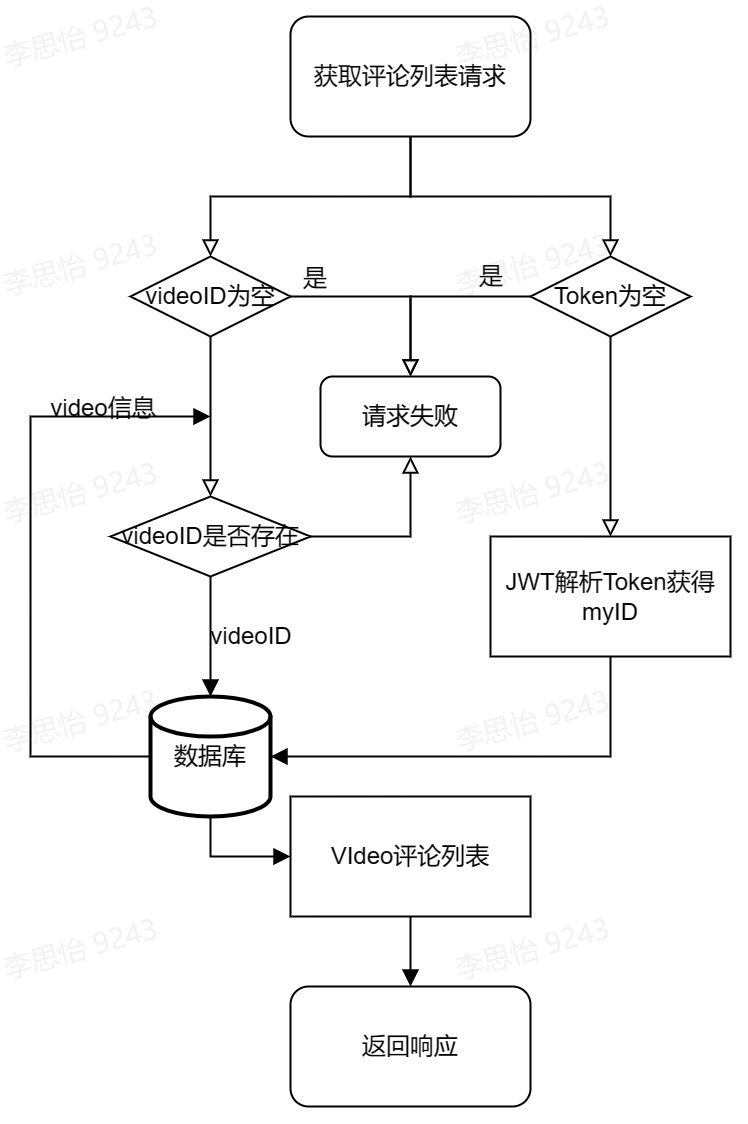 李思怡 9243
李思怡 9243
获取评论列表请求
李思怡 9243
李思怡 9243
videoID为空
是
是
Token为空
video信息
请求失败
李思怡 9243
李思怡 9243
videoID是否存在
JWT解析Token获得
myID
videoID
李思怡 9243
李思怡 9243
数据库
VIdeo评论列表
李思怡 9243
李思怡 9243
返回响应